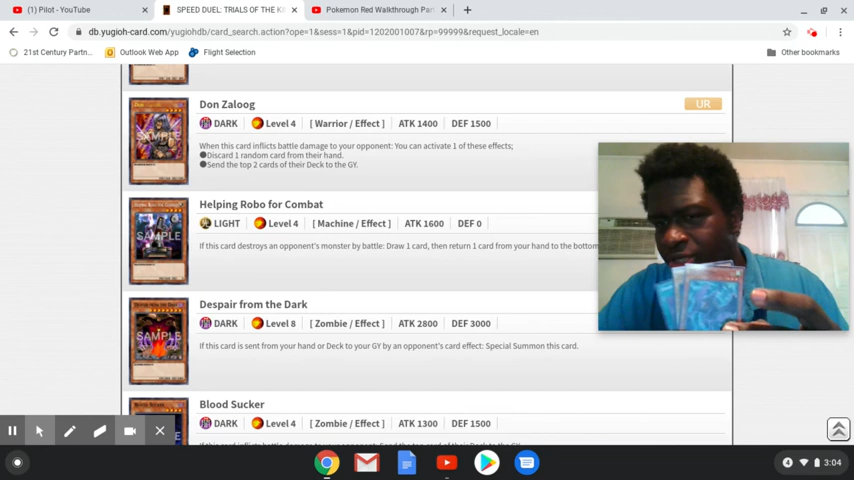 (1) Pilot - YouTube
SPEED DUEL: TRIALS OF THE KI
Pokemon Red Walkthrough Part
db.yugioh-card.com/yugiohdb/card_search.action?ope=1&sess=1&pid=1202001007&rp=99999&request_locale=en
21st Century Partn...
Outlook Web App
Flight Selection
Other bookmarks
Don Zaloog
UR
DARK
Level 4
[ Warrior / Effect ]
ATK 1400
DEF 1500
SAMPLE
When this card inflicts battle damage to your opponent: You can activate 1 of these effects;
●Discard 1 random card from their hand.
●Send the top 2 cards of their Deck to the GY.
Helping Robo for Combat
LIGHT
Level 4
[ Machine / Effect ]
ATK 1600
DEF 0
SAMPLE
If this card destroys an opponent's monster by battle: Draw 1 card, then return 1 card from your hand to the bottom
Despair from the Dark
DARK
Level 8
[ Zombie / Effect ]
ATK 2800
DEF 3000
SAMPLE
If this card is sent from your hand or Deck to your GY by an opponent's card effect: Special Summon this card.
Blood Sucker
DARK
Level 4
[ Zombie / Effect ]
ATK 1300
DEF 1500
4
3:04